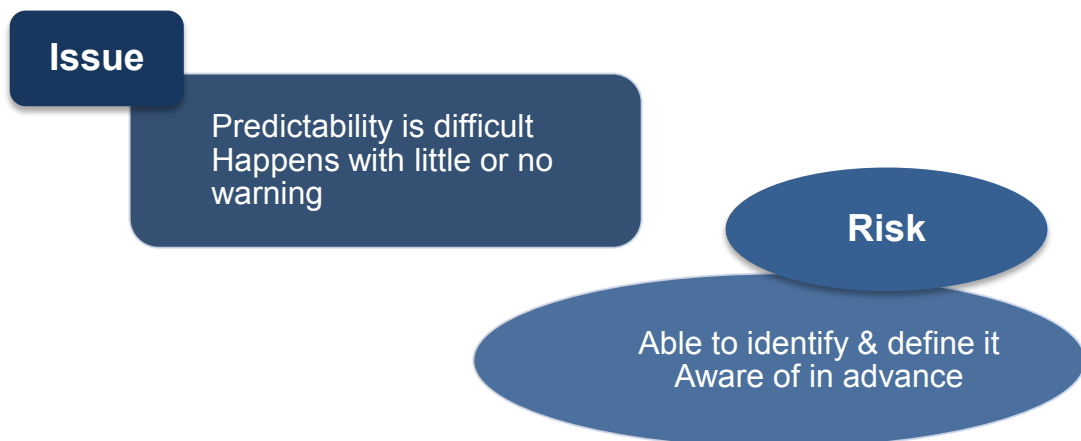 Issue
Predictability is difficult
Happens with little or no
warning
Risk
Able to identify & define it
Aware of in advance